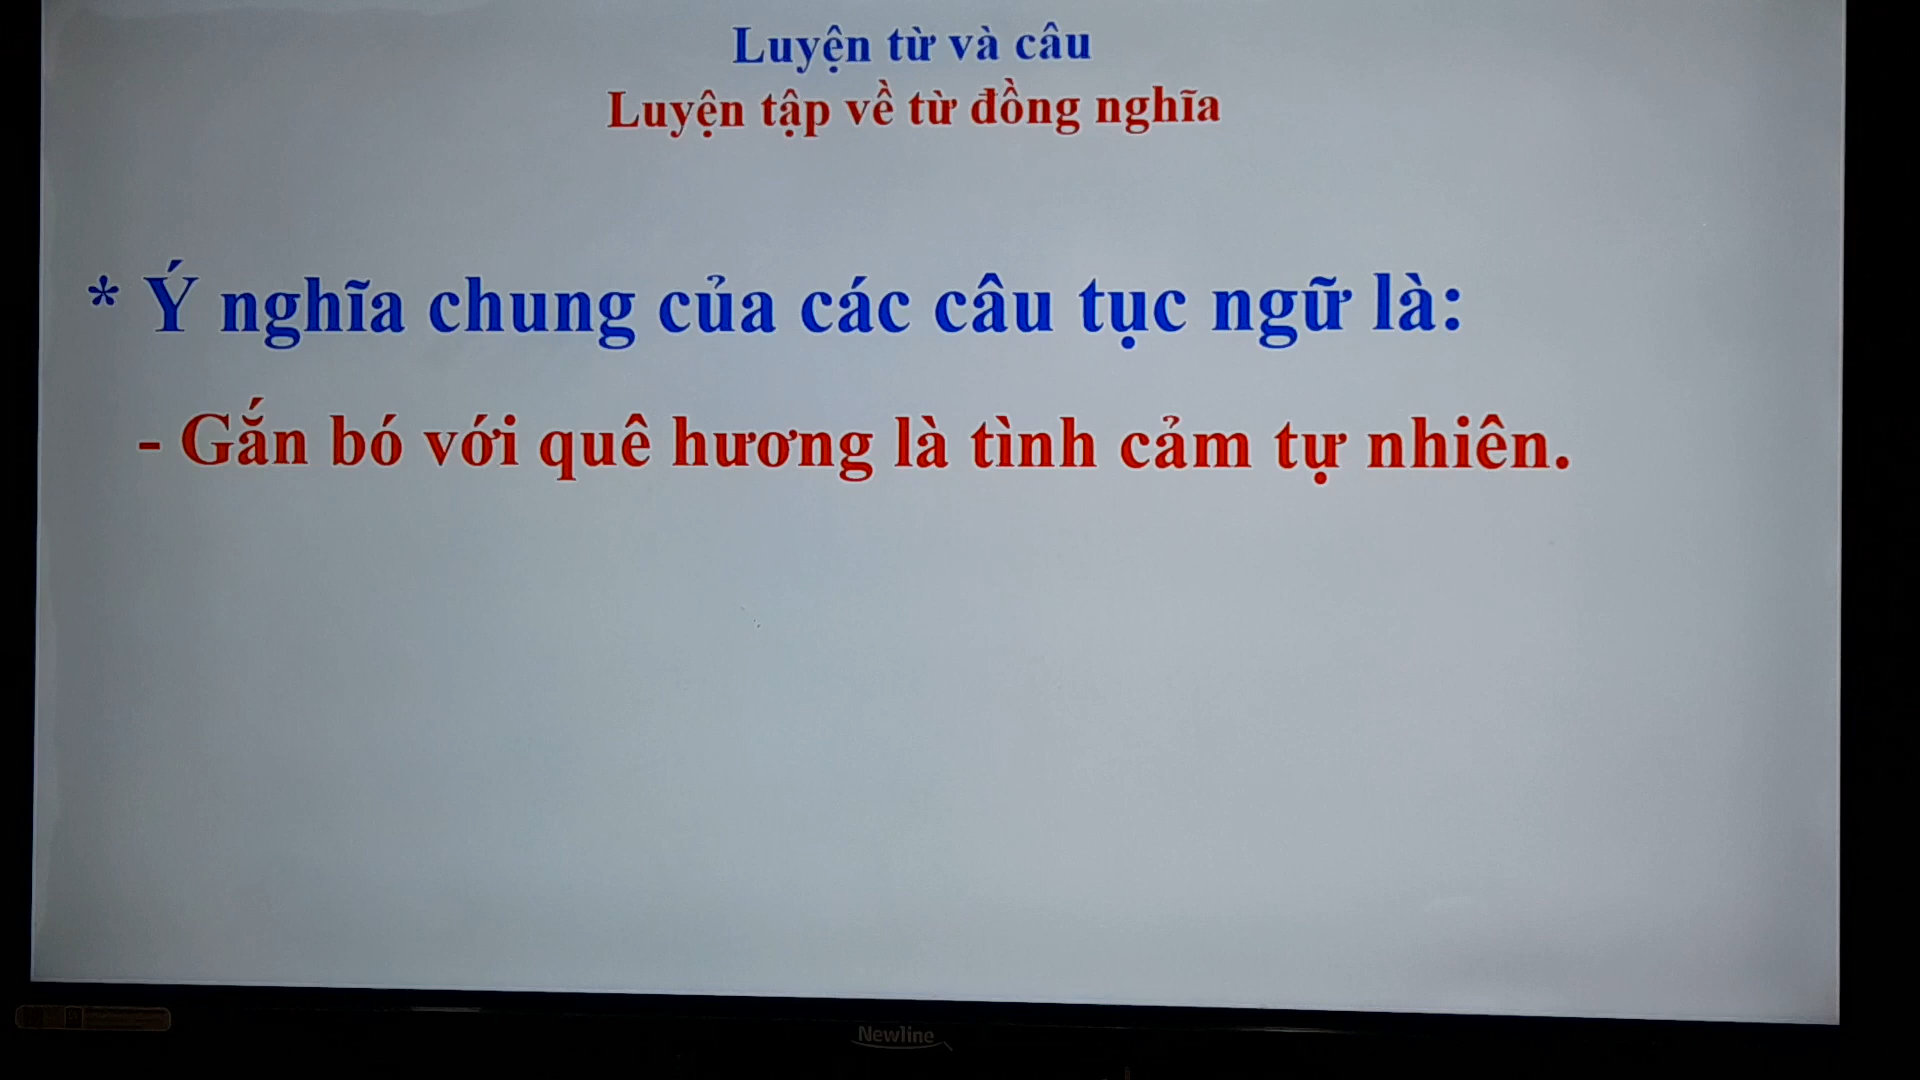 Luyện từ và câu
Luyện tập về từ đồng nghĩa
* Ý nghĩa chung của các câu tục ngữ là:
- Gắn bó với quê hương là tình cảm tự nhiên.
Newline